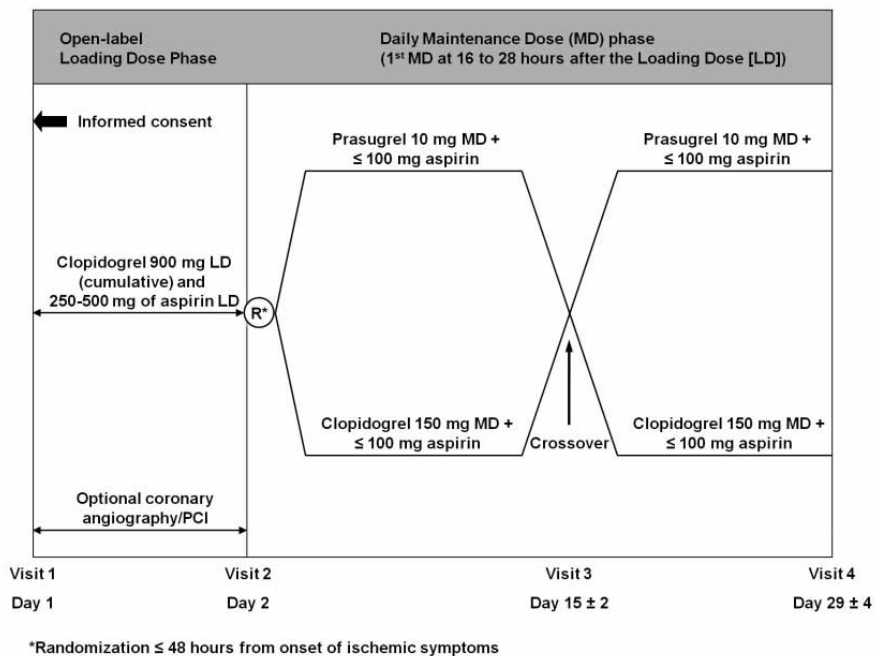 Open-label
Loading Dose Phase
Daily Maintenance Dose (MD) phase
(1st MD at 16 to 28 hours after the Loading Dose [LD])
Informed consent
Prasugrel 10 mg MD +
≤ 100 mg aspirin
Prasugrel 10 mg MD +
≤ 100 mg aspirin
Clopidogrel 900 mg LD
(cumulative) and
250-500 mg of aspirin LD
R*
Clopidogrel 150 mg MD +
≤ 100 mg aspirin
Crossover
Clopidogrel 150 mg MD +
≤ 100 mg aspirin
Optional coronary
angiography/PCI
Visit 1
Day 1
Visit 2
Day 2
Visit 3
Day 15 ± 2
Visit 4
Day 29 ± 4
*Randomization ≤ 48 hours from onset of ischemic symptoms